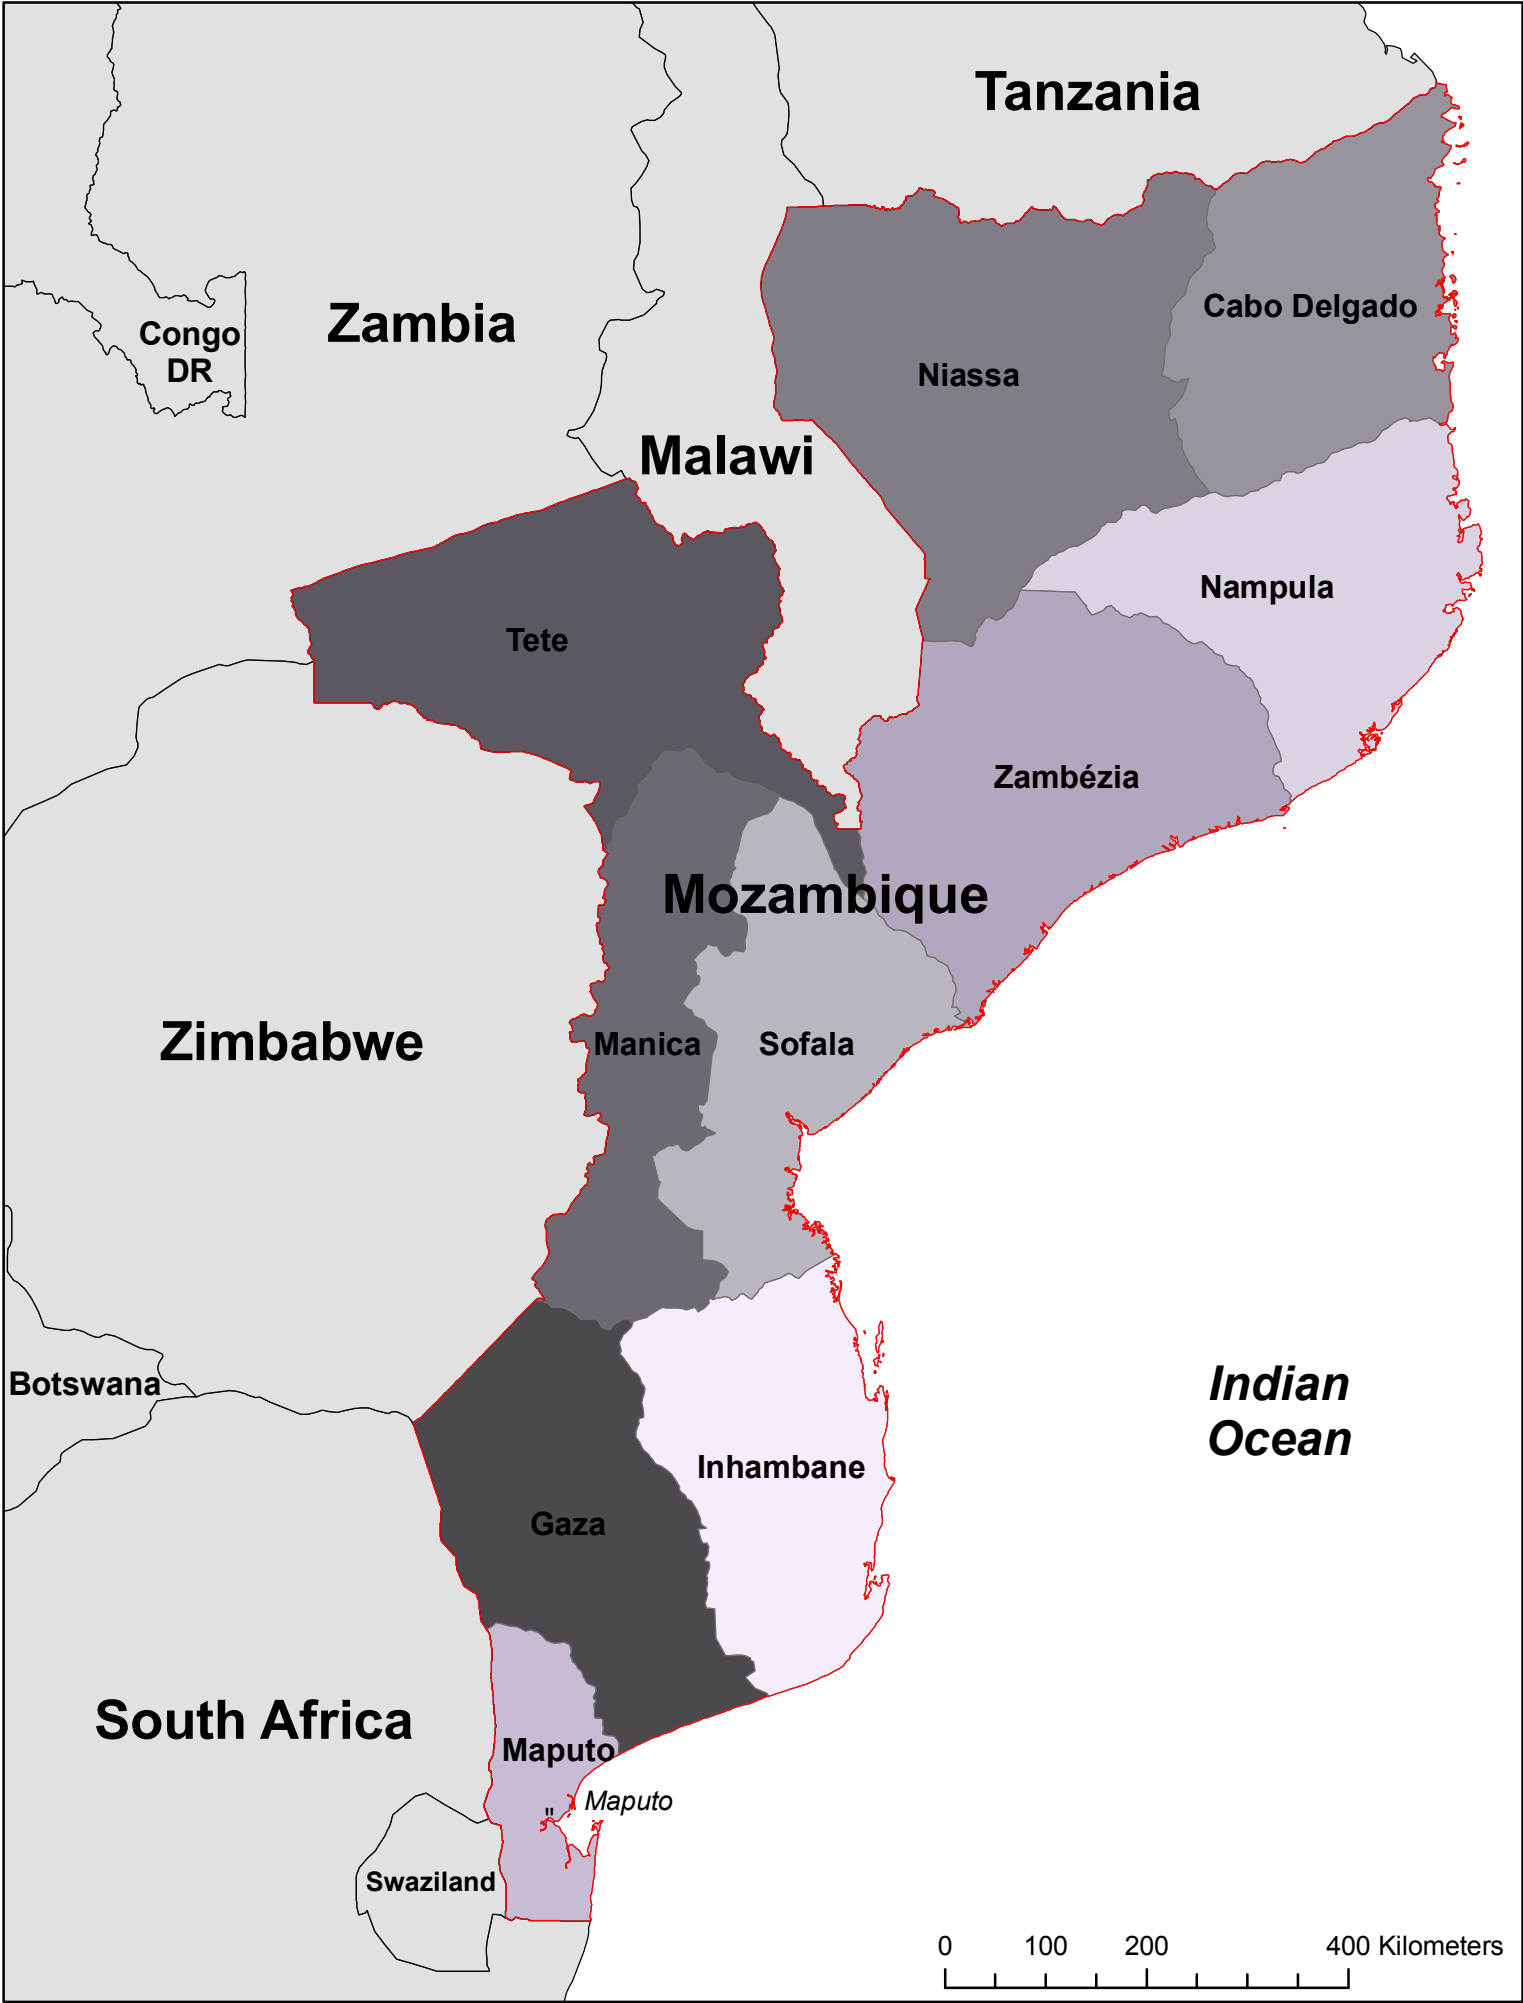 Tanzania
Cabo Delgado
Zambia
Congo
DR
Niassa
Malawi
Nampula
Tete
Zambézia
Mozambique
Zimbabwe
Manica
Sofala
Botswana
Indian
Ocean
Inhambane
Gaza
South Africa
Maputo
"
Maputo
Swaziland
0 100 200 400 Kilometers